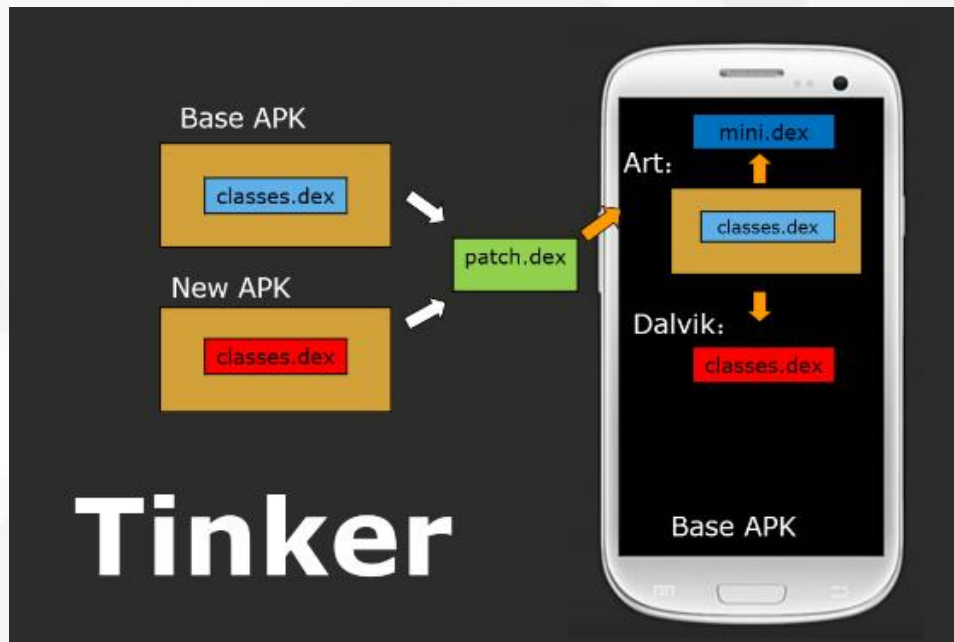 Base APK
classes.dex
patch.dex
New APK
classes.dex
Tinker
mini.dex
Art：
classes.dex
Dalvik：
classes.dex
Base APK